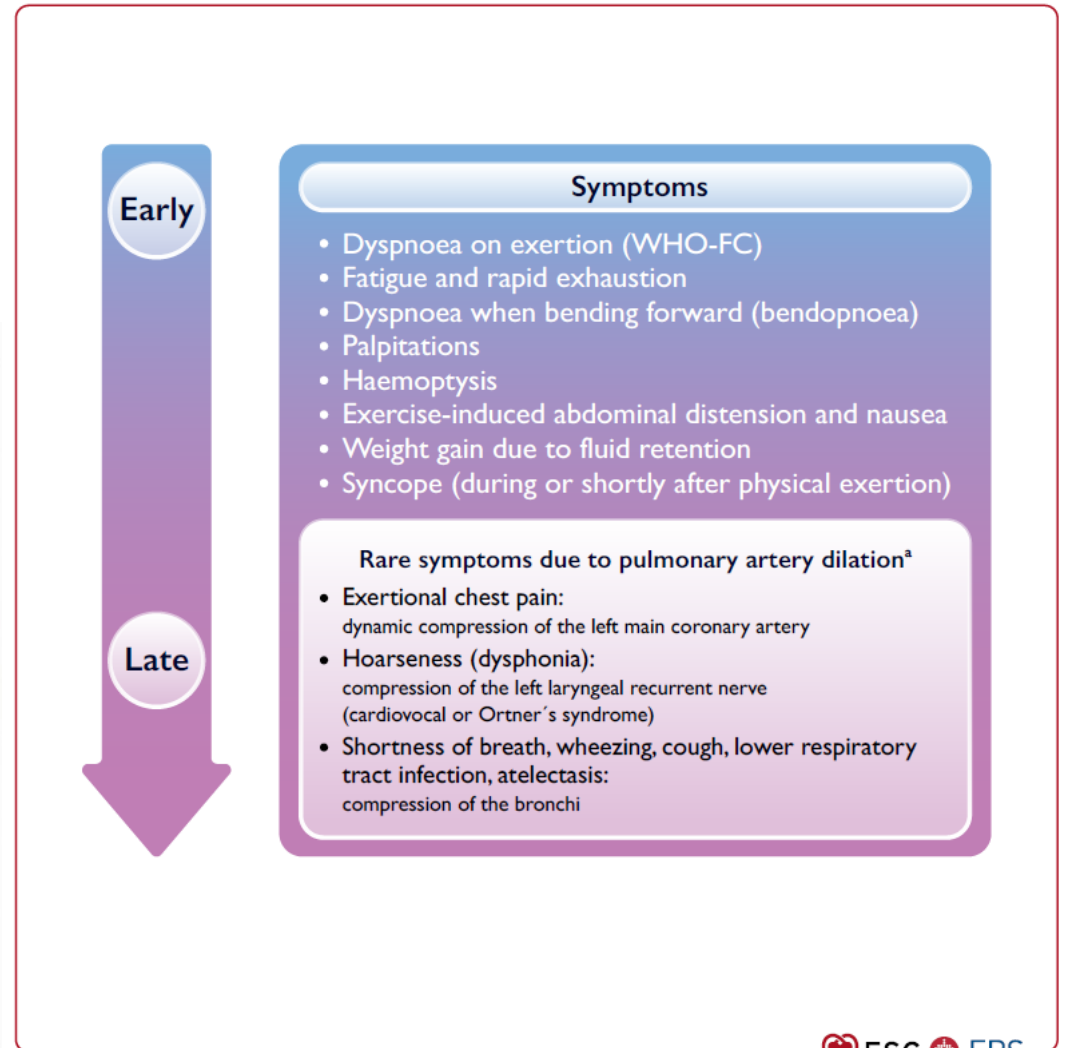 Early
Symptoms
• Dyspnoea on exertion (WHO-FC)
• Fatigue and rapid exhaustion
• Dyspnoea when bending forward (bendopnoea)
• Palpitations
• Haemoptysis
• Exercise-induced abdominal distension and nausea
• Weight gain due to fluid retention
• Syncope (during or shortly after physical exertion)
Rare symptoms due to pulmonary artery dilationᵃ
• Exertional chest pain:
dynamic compression of the left main coronary artery
Late
• Hoarseness (dysphonia):
compression of the left laryngeal recurrent nerve
(cardiovocal or Ortner´s syndrome)
• Shortness of breath, wheezing, cough, lower respiratory
tract infection, atelectasis:
compression of the bronchi
ESC ERS